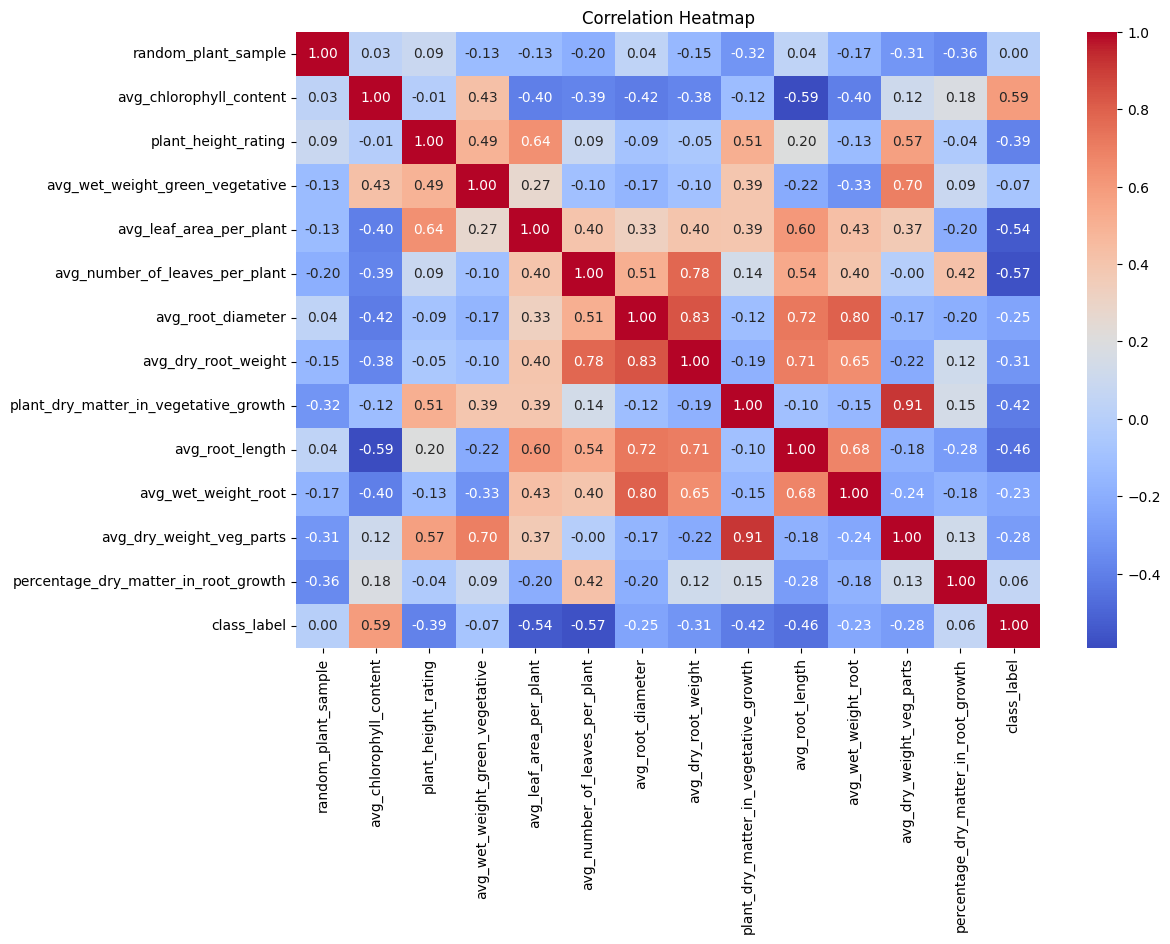 Correlation Heatmap
random_plant_sample 1.00 0.03 0.09 -0.13 -0.13 -0.20 0.04 -0.15 -0.32 0.04 -0.17 -0.31 -0.36 0.00
avg_chlorophyll_content 0.03 1.00 -0.01 0.43 -0.40 -0.39 -0.42 -0.38 -0.12 -0.59 -0.40 0.12 0.18 0.59
plant_height_rating 0.09 -0.01 1.00 0.49 0.64 0.09 -0.09 -0.05 0.51 0.20 -0.13 0.57 -0.04 -0.39
avg_wet_weight_green_vegetative -0.13 0.43 0.49 1.00 0.27 -0.10 -0.17 -0.10 0.39 -0.22 -0.33 0.70 0.09 -0.07
avg_leaf_area_per_plant -0.13 -0.40 0.64 0.27 1.00 0.40 0.33 0.40 0.39 0.60 0.43 0.37 -0.20 -0.54
avg_number_of_leaves_per_plant -0.20 -0.39 0.09 -0.10 0.40 1.00 0.51 0.78 0.14 0.54 0.40 -0.00 0.42 -0.57
avg_root_diameter 0.04 -0.42 -0.09 -0.17 0.33 0.51 1.00 0.83 -0.12 0.72 0.80 -0.17 -0.20 -0.25
avg_dry_root_weight -0.15 -0.38 -0.05 -0.10 0.40 0.78 0.83 1.00 -0.19 0.71 0.65 -0.22 0.12 -0.31
plant_dry_matter_in_vegetative_growth -0.32 -0.12 0.51 0.39 0.39 0.14 -0.12 -0.19 1.00 -0.10 -0.15 0.91 0.15 -0.42
avg_root_length 0.04 -0.59 0.20 -0.22 0.60 0.54 0.72 0.71 -0.10 1.00 0.68 -0.18 -0.28 -0.46
avg_wet_weight_root -0.17 -0.40 -0.13 -0.33 0.43 0.40 0.80 0.65 -0.15 0.68 1.00 -0.24 -0.18 -0.23
avg_dry_weight_veg_parts -0.31 0.12 0.57 0.70 0.37 -0.00 -0.17 -0.22 0.91 -0.18 -0.24 1.00 0.13 -0.28
percentage_dry_matter_in_root_growth -0.36 0.18 -0.04 0.09 -0.20 0.42 -0.20 0.12 0.15 -0.28 -0.18 0.13 1.00 0.06
class_label 0.00 0.59 -0.39 -0.07 -0.54 -0.57 -0.25 -0.31 -0.42 -0.46 -0.23 -0.28 0.06 1.00
random_plant_sample
avg_chlorophyll_content
plant_height_rating
avg_wet_weight_green_vegetative
avg_leaf_area_per_plant
avg_number_of_leaves_per_plant
avg_root_diameter
avg_dry_root_weight
plant_dry_matter_in_vegetative_growth
avg_root_length
avg_wet_weight_root
avg_dry_weight_veg_parts
percentage_dry_matter_in_root_growth
class_label
1.0
0.8
0.6
0.4
0.2
0.0
−0.2
−0.4